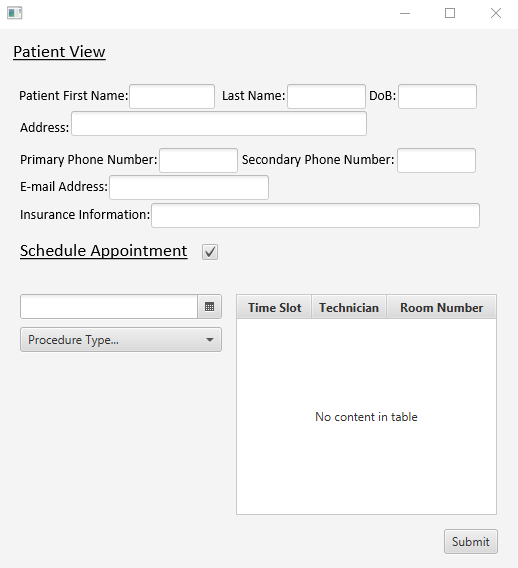 Patient View
Patient First Name: Last Name: DoB:
Address:
Primary Phone Number: Secondary Phone Number:
E-mail Address:
Insurance Information:
Schedule Appointment
Time Slot Technician Room Number
Procedure Type...
No content in table
Submit